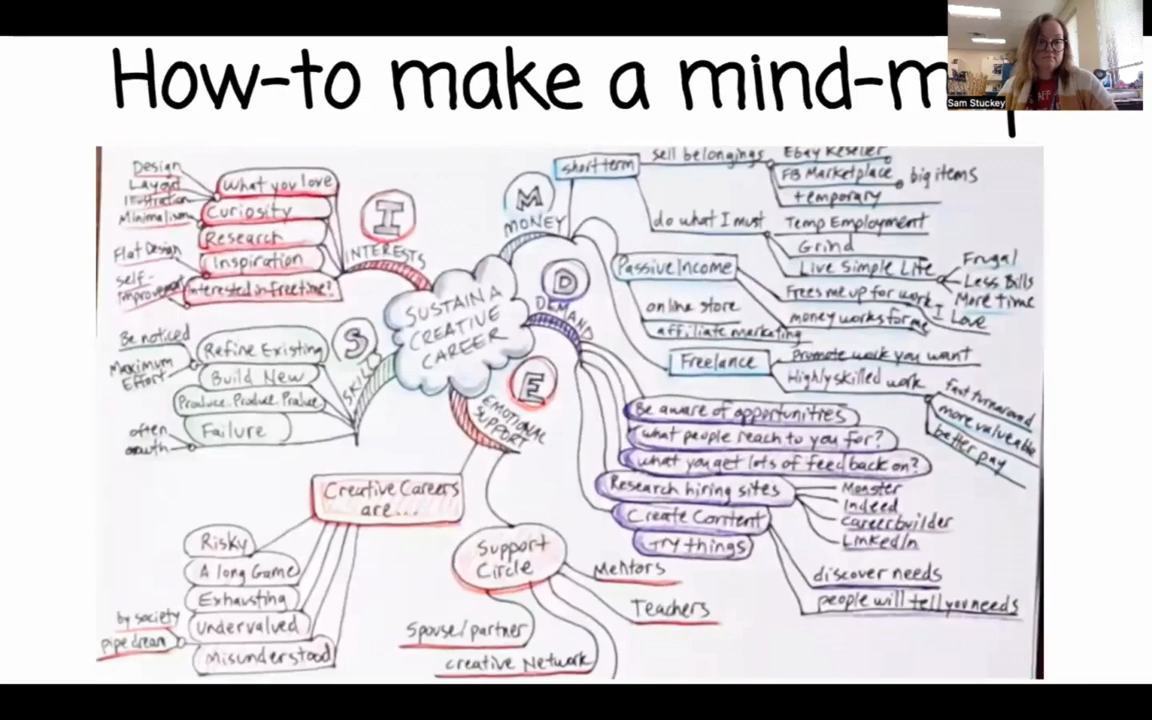 How-to make a mind-m p
Sam Stuckey
SUSTAIN A
CREATIVE
CAREER
I
INTERESTS
What you love
Design
Layout
Illustration
Minimalism
Curiosity
Research
Flat Design
Inspiration
self-
improvement
Interested in free time?
S
SKILL
Refine Existing
Be noticed
Maximum
Effort
Build New
Produce. Produce. Produce
Failure
often
growth
M
MONEY
short term
sell belongings
Ebay Reseller
FB Marketplace
big items
temporary
do what I must
Temp Employment
Grind
Live Simple Life
Frugal
Less Bills
More time
Passive Income
Frees me up for work
I Love
money works for me
online store
affiliate marketing
Freelance
Promote work you want
Highly skilled work
fast turnaround
more valueable
better pay
D
DEMAND
Be aware of opportunities
what people reach to you for?
what you get lots of feedback on?
Research hiring sites
Monster
Indeed
careerbuilder
LinkedIn
Create Content
discover needs
people will tell you needs
Try things
E
EMOTIONAL
SUPPORT
Creative Careers
are...
Risky
A long Game
Exhausting
undervalued
by society
pipe dream
Misunderstood
Support
Circle
Mentors
Teachers
Spouse/partner
creative Network